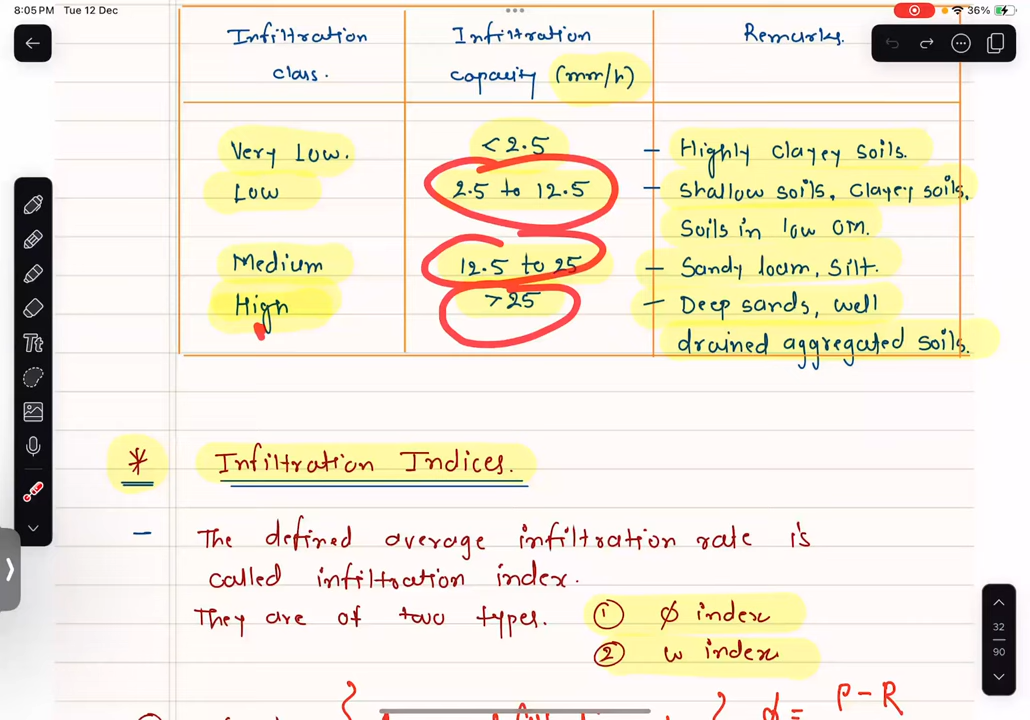 8:05 PM Tue 12 Dec
36%
Infiltration class.
Infiltration capacity (mm/h)
Remarks.
Very Low.
< 2.5
– Highly clayey soils.
Low
2.5 to 12.5
– Shallow soils, Clayey soils,
Soils in low OM.
Medium
12.5 to 25
– Sandy loam, Silt.
High
> 25
– Deep sands, well
drained aggregated soils.
* Infiltration Indices.
– The defined average infiltration rate is
called infiltration index.
They are of two types. ① ϕ index
② w index
P – R
Tt
32
90